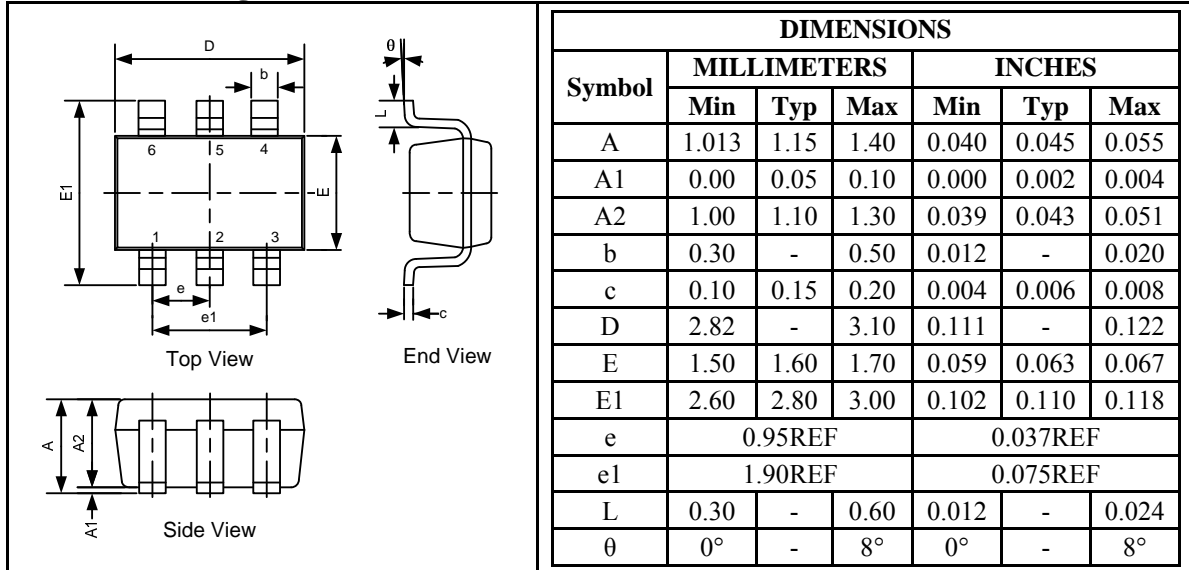 D
b
θ
L
6 5 4
E1
E
1 2 3
e
e1
c
Top View
End View
A
A2
A1
Side View
DIMENSIONS
Symbol MILLIMETERS INCHES
Min Typ Max Min Typ Max
A 1.013 1.15 1.40 0.040 0.045 0.055
A1 0.00 0.05 0.10 0.000 0.002 0.004
A2 1.00 1.10 1.30 0.039 0.043 0.051
b 0.30 - 0.50 0.012 - 0.020
c 0.10 0.15 0.20 0.004 0.006 0.008
D 2.82 - 3.10 0.111 - 0.122
E 1.50 1.60 1.70 0.059 0.063 0.067
E1 2.60 2.80 3.00 0.102 0.110 0.118
e 0.95REF 0.037REF
e1 1.90REF 0.075REF
L 0.30 - 0.60 0.012 - 0.024
θ 0° - 8° 0° - 8°